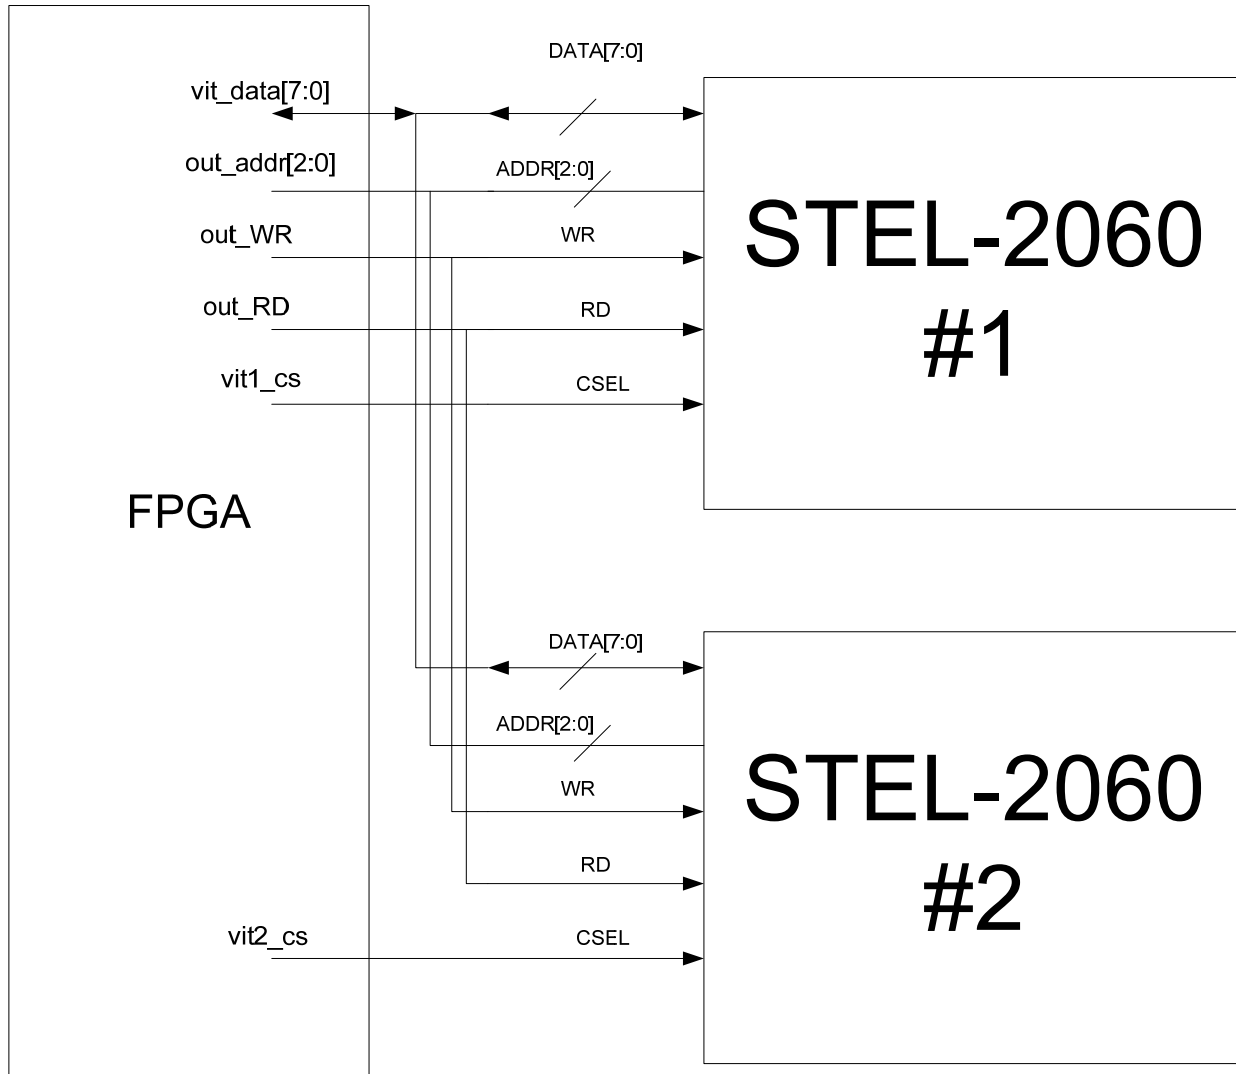 DATA[7:0]
vit_data[7:0]
out_addr[2:0]
ADDR[2:0]
out_WR
WR
out_RD
RD
vit1_cs
CSEL
STEL-2060
#1
FPGA
DATA[7:0]
ADDR[2:0]
WR
RD
vit2_cs
CSEL
STEL-2060
#2